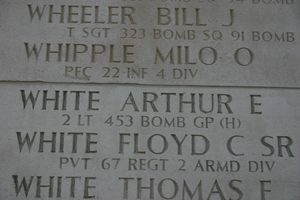 WHEELER BILL J
T SGT 323 BOMB SQ 91 BOMB
WHIPPLE MILO O
PFC 22 INF 4 DIV
WHITE ARTHUR E
2 LT 453 BOMB GP (H)
WHITE FLOYD C SR
PVT 67 REGT 2 ARMD DIV
WHITE THOMAS F